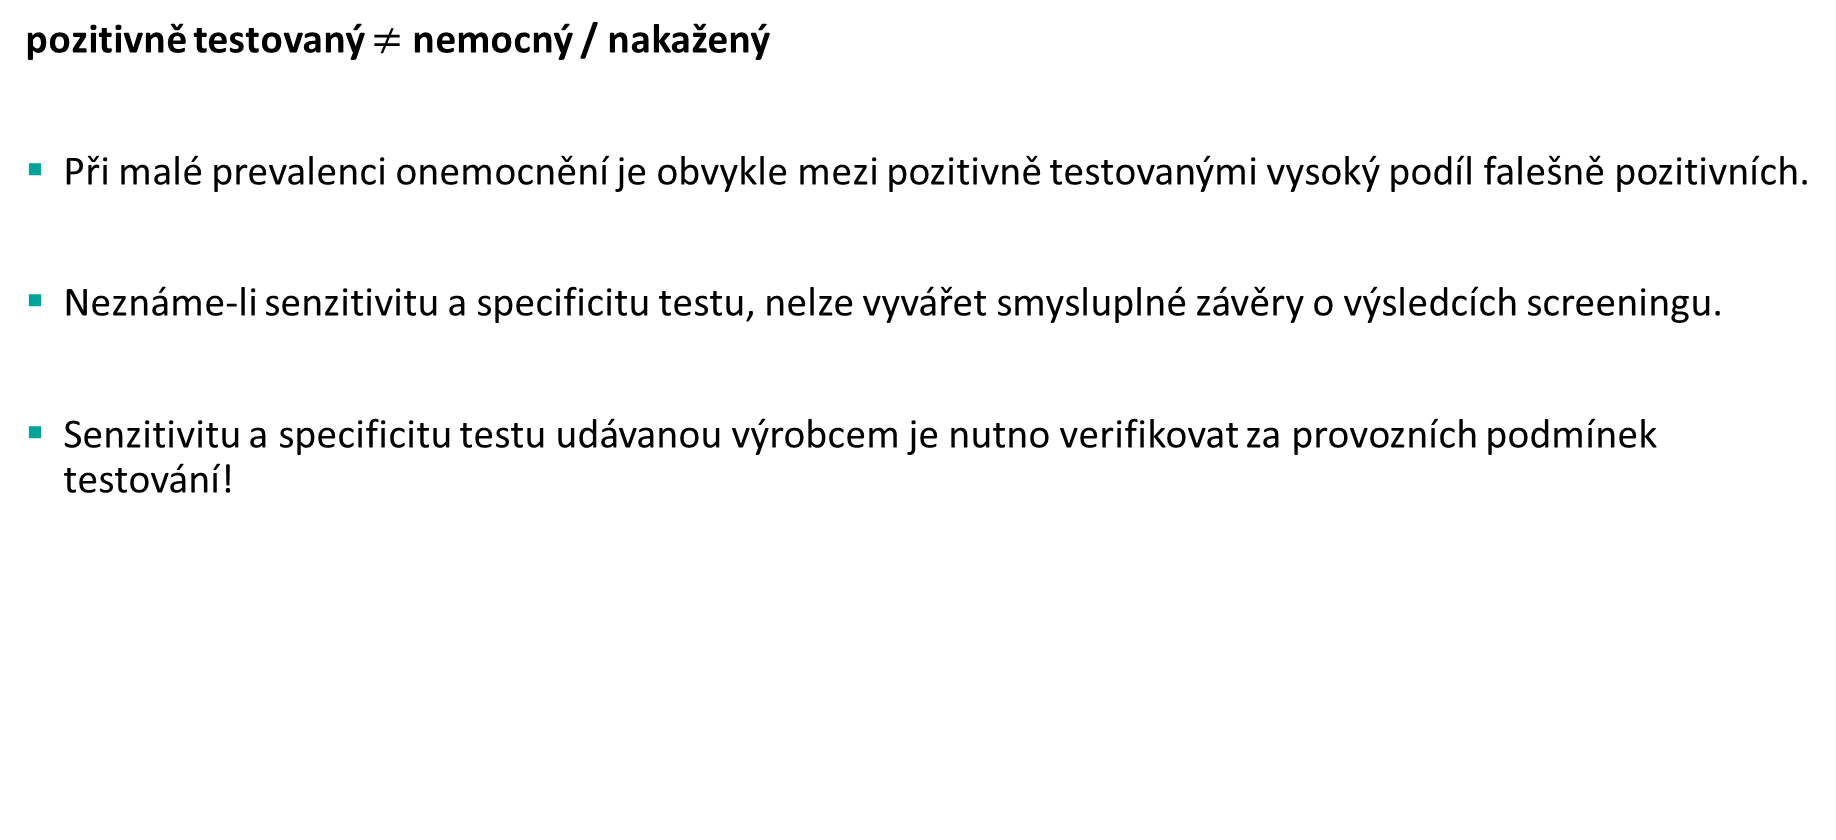 pozitivně testovaný ≠ nemocný / nakažený
▪ Při malé prevalenci onemocnění je obvykle mezi pozitivně testovanými vysoký podíl falešně pozitivních.
▪ Neznáme-li senzitivitu a specificitu testu, nelze vyvářet smysluplné závěry o výsledcích screeningu.
▪ Senzitivitu a specificitu testu udávanou výrobcem je nutno verifikovat za provozních podmínek
testování!